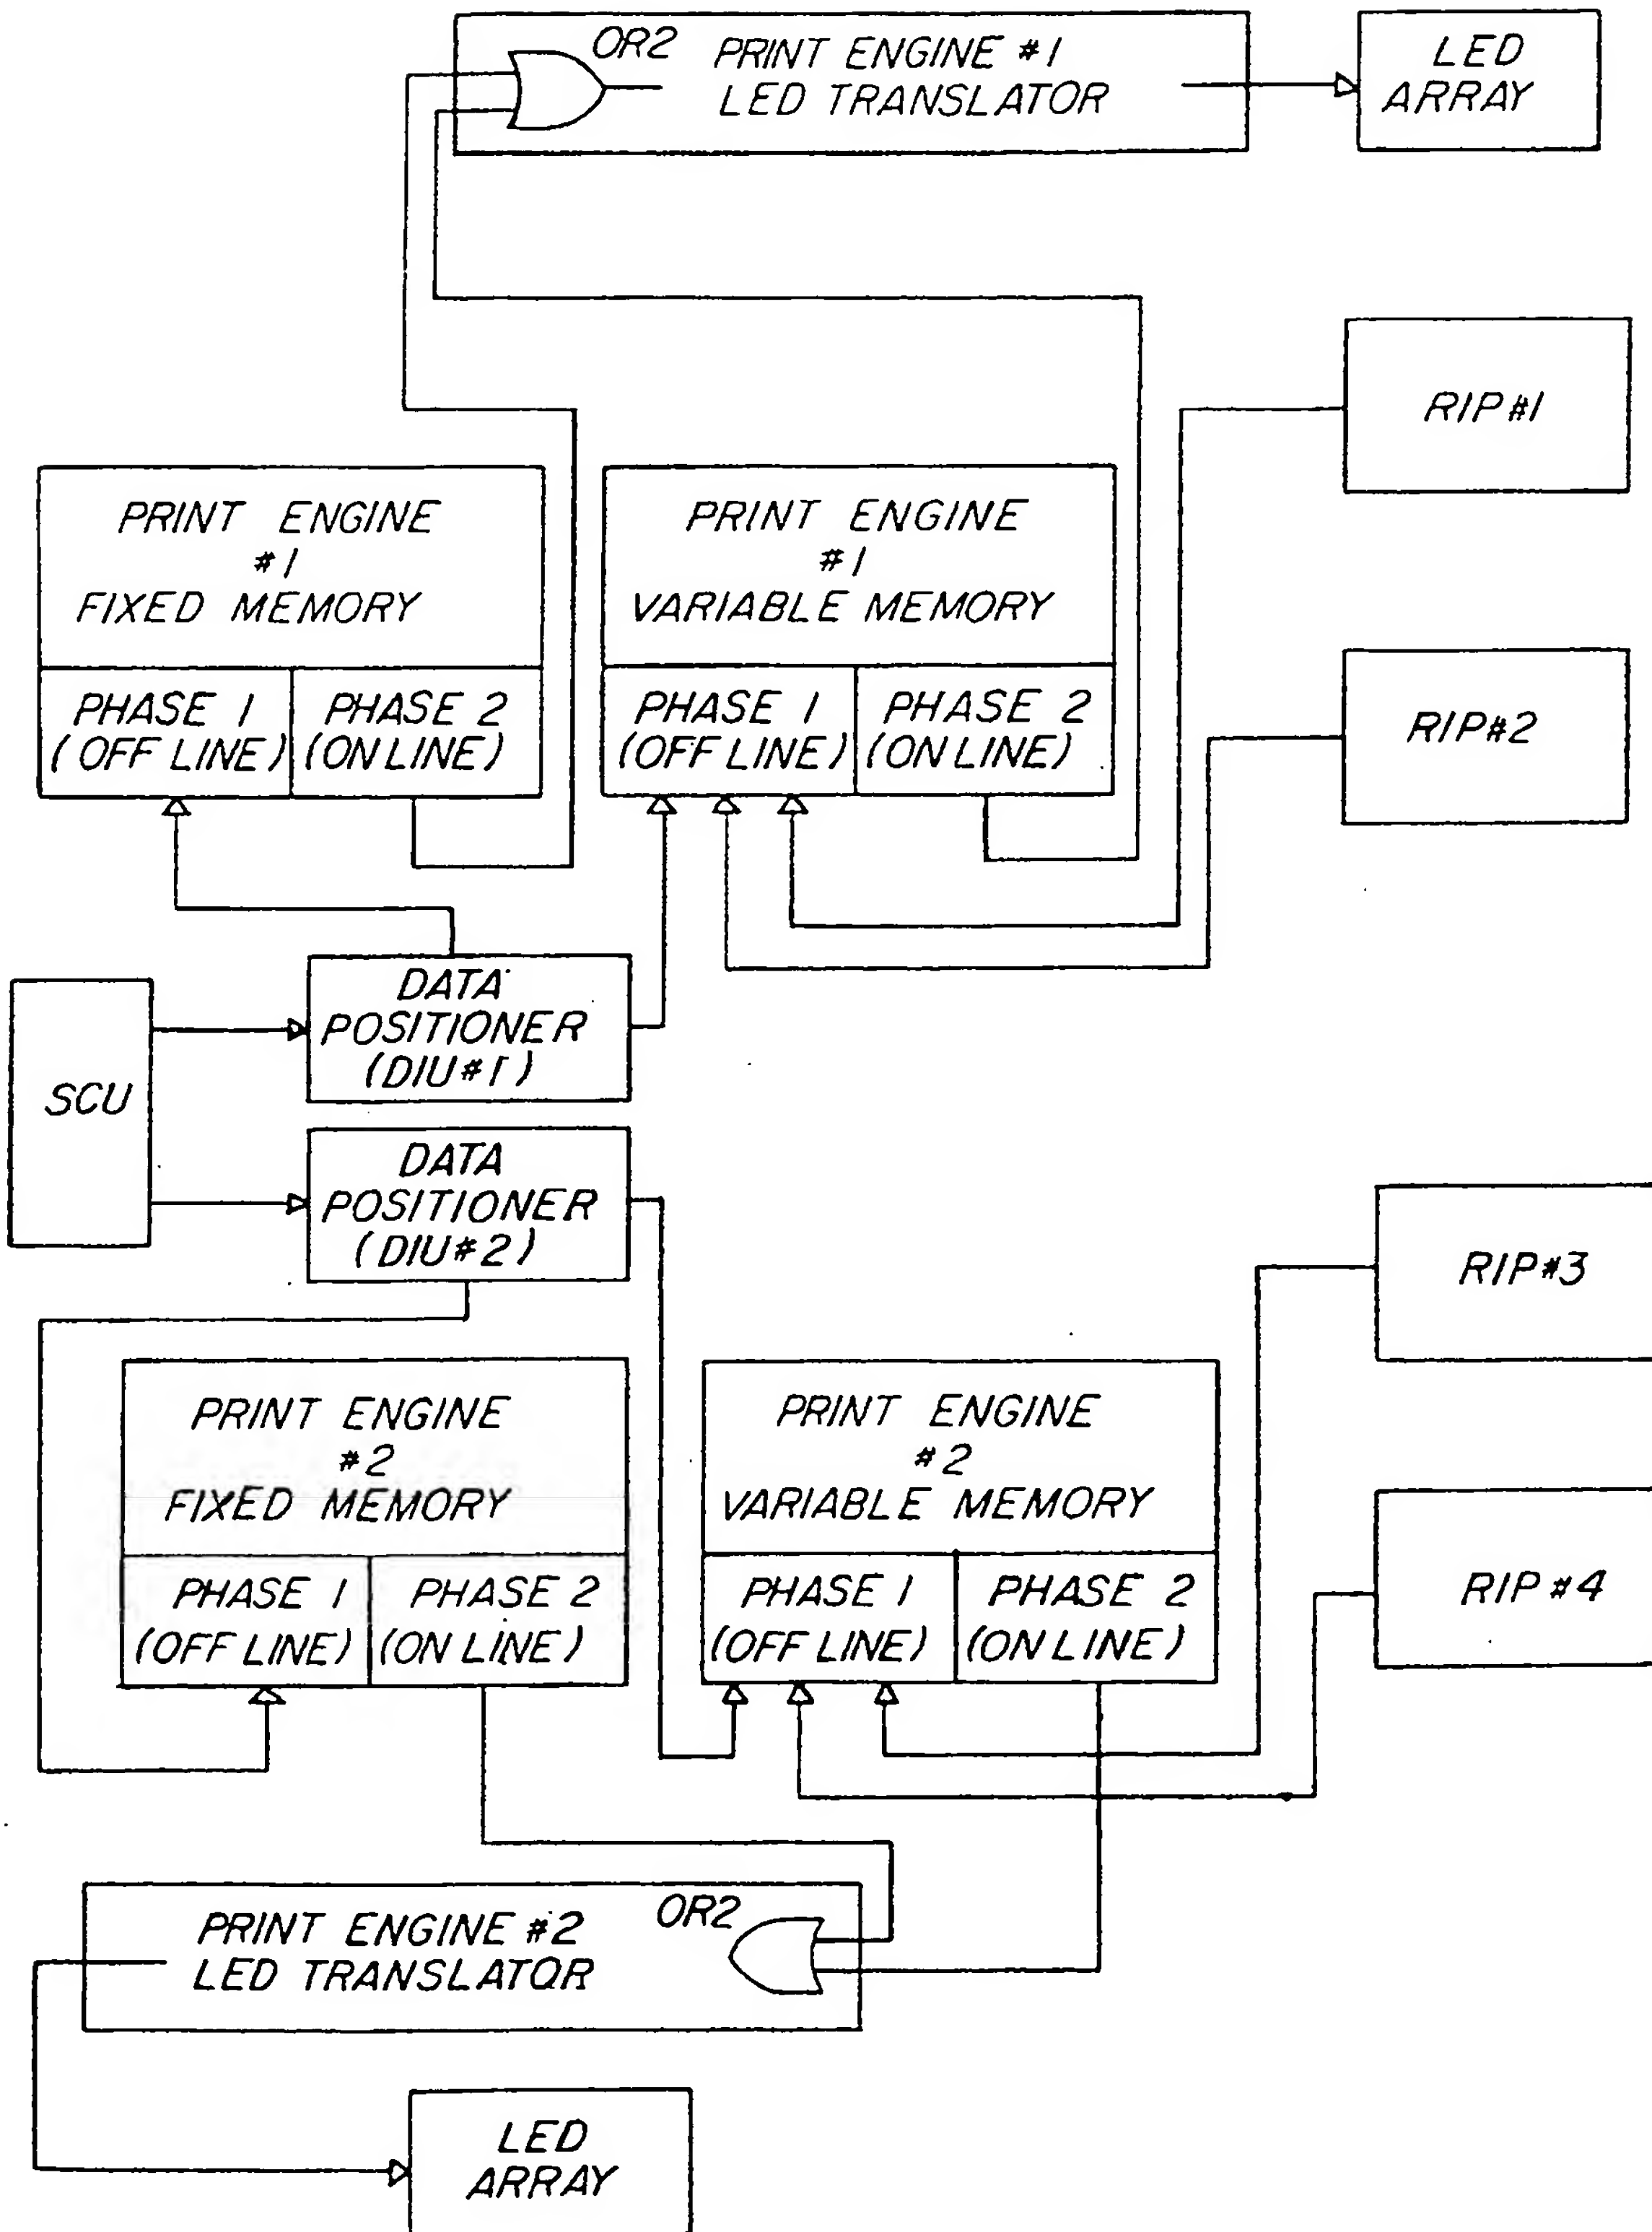 OR2
PRINT ENGINE #1
LED TRANSLATOR
LED
ARRAY
RIP#1
PRINT ENGINE
#1
FIXED MEMORY
PHASE 1
(OFF LINE)
PHASE 2
(ON LINE)
PRINT ENGINE
#1
VARIABLE MEMORY
PHASE 1
(OFF LINE)
PHASE 2
(ON LINE)
RIP#2
SCU
DATA
POSITIONER
(DIU#1)
DATA
POSITIONER
(DIU#2)
RIP#3
PRINT ENGINE
#2
FIXED MEMORY
PHASE 1
(OFF LINE)
PHASE 2
(ON LINE)
PRINT ENGINE
#2
VARIABLE MEMORY
PHASE 1
(OFF LINE)
PHASE 2
(ON LINE)
RIP #4
PRINT ENGINE #2
LED TRANSLATOR
OR2
LED
ARRAY